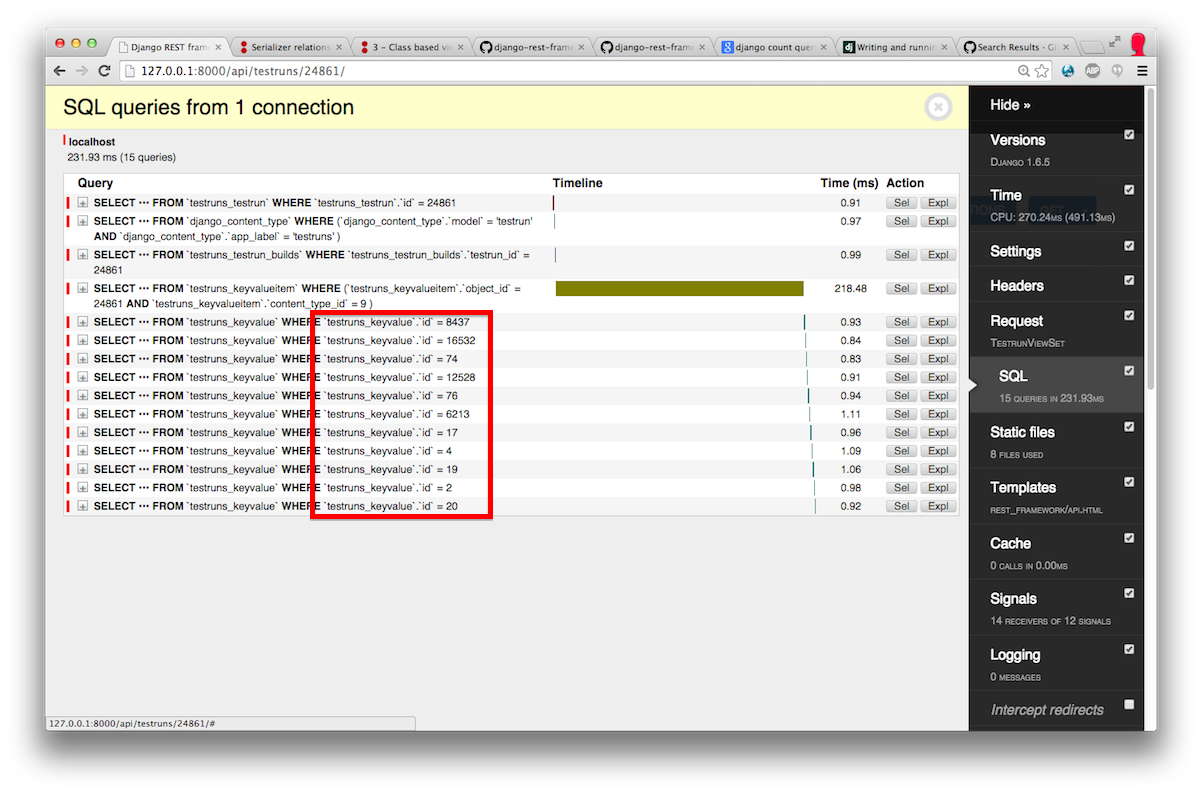 Django REST fram
Serializer relations
3 – Class based vi
django-rest-frame
django-rest-frame
django count quer
dj Writing and runnin
Search Results · Gi
127.0.0.1:8000/api/testruns/24861/
ABP
SQL queries from 1 connection
localhost
231.93 ms (15 queries)
Query Timeline Time (ms) Action
+ SELECT ··· FROM `testruns_testrun` WHERE `testruns_testrun`.`id` = 24861 0.91 Sel Expl
+ SELECT ··· FROM `django_content_type` WHERE (`django_content_type`.`model` = 'testrun' 0.97 Sel Expl
AND `django_content_type`.`app_label` = 'testruns' )
+ SELECT ··· FROM `testruns_testrun_builds` WHERE `testruns_testrun_builds`.`testrun_id` = 0.99 Sel Expl
24861
+ SELECT ··· FROM `testruns_keyvalueitem` WHERE (`testruns_keyvalueitem`.`object_id` = 218.48 Sel Expl
24861 AND `testruns_keyvalueitem`.`content_type_id` = 9 )
+ SELECT ··· FROM `testruns_keyvalue` WHERE `testruns_keyvalue`.`id` = 8437 0.93 Sel Expl
+ SELECT ··· FROM `testruns_keyvalue` WHERE `testruns_keyvalue`.`id` = 16532 0.84 Sel Expl
+ SELECT ··· FROM `testruns_keyvalue` WHERE `testruns_keyvalue`.`id` = 74 0.83 Sel Expl
+ SELECT ··· FROM `testruns_keyvalue` WHERE `testruns_keyvalue`.`id` = 12528 0.91 Sel Expl
+ SELECT ··· FROM `testruns_keyvalue` WHERE `testruns_keyvalue`.`id` = 76 0.94 Sel Expl
+ SELECT ··· FROM `testruns_keyvalue` WHERE `testruns_keyvalue`.`id` = 6213 1.11 Sel Expl
+ SELECT ··· FROM `testruns_keyvalue` WHERE `testruns_keyvalue`.`id` = 17 0.96 Sel Expl
+ SELECT ··· FROM `testruns_keyvalue` WHERE `testruns_keyvalue`.`id` = 4 1.09 Sel Expl
+ SELECT ··· FROM `testruns_keyvalue` WHERE `testruns_keyvalue`.`id` = 19 1.06 Sel Expl
+ SELECT ··· FROM `testruns_keyvalue` WHERE `testruns_keyvalue`.`id` = 2 0.98 Sel Expl
+ SELECT ··· FROM `testruns_keyvalue` WHERE `testruns_keyvalue`.`id` = 20 0.92 Sel Expl
Hide »
Versions
DJANGO 1.6.5
Time
CPU: 270.24MS (491.13MS)
Settings
Headers
Request
TESTRUNVIEWSET
SQL
15 QUERIES IN 231.93MS
Static files
8 FILES USED
Templates
REST_FRAMEWORK/API.HTML
Cache
0 CALLS IN 0.00MS
Signals
14 RECEIVERS OF 12 SIGNALS
Logging
0 MESSAGES
Intercept redirects
127.0.0.1:8000/api/testruns/24861/#